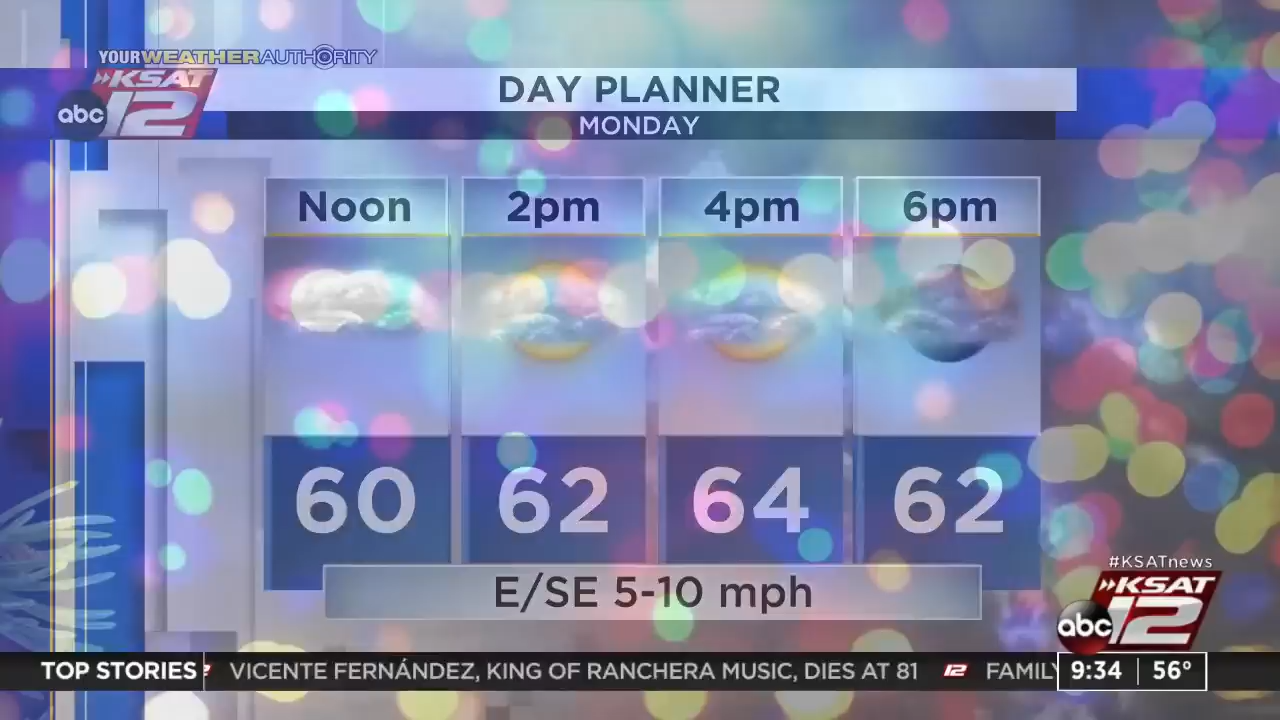 YOURWEATHERAUTHORITY
KSAT
abc 12
DAY PLANNER
MONDAY
Noon 2pm 4pm 6pm
60 62 64 62
E/SE 5-10 mph
#KSATnews
KSAT
abc 12
TOP STORIES VICENTE FERNÁNDEZ, KING OF RANCHERA MUSIC, DIES AT 81 12 FAMILY 9:34 56°